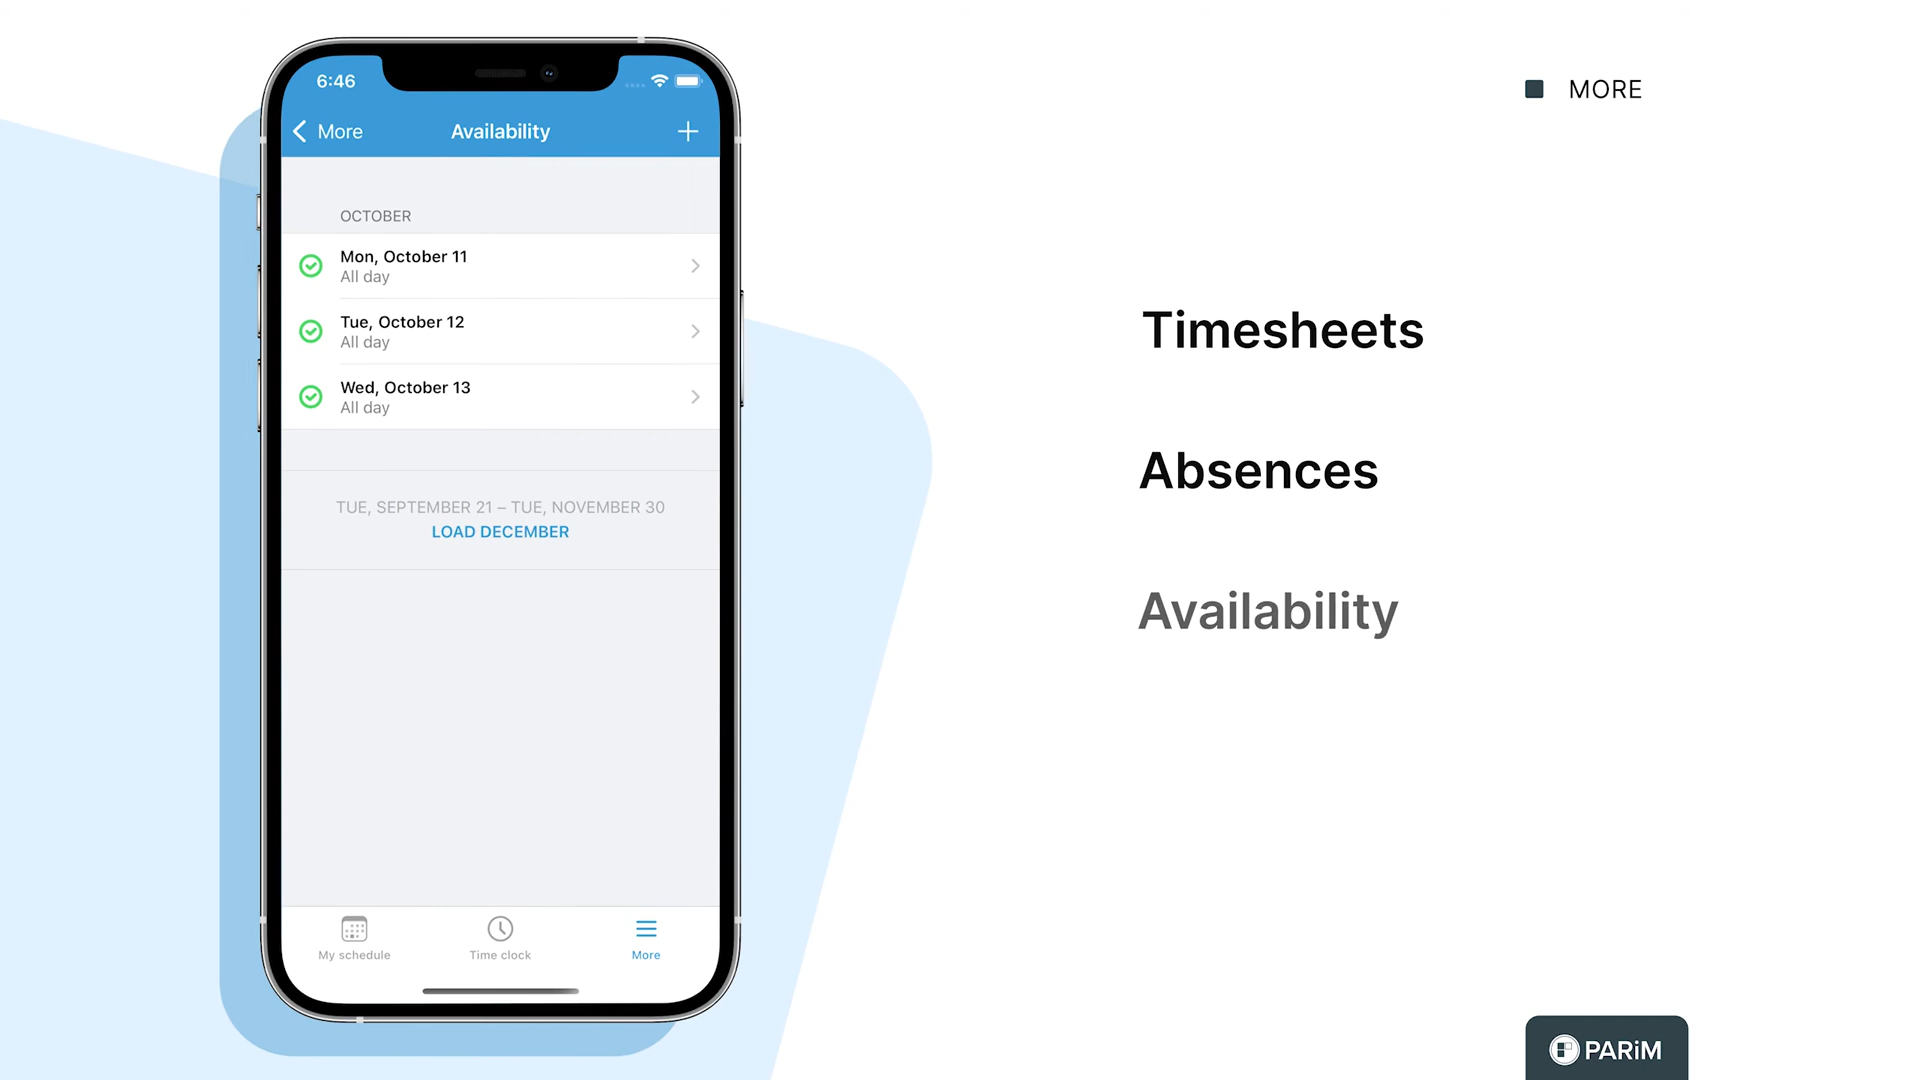 6:46
More
Availability
OCTOBER
Mon, October 11
All day
Tue, October 12
All day
Wed, October 13
All day
TUE, SEPTEMBER 21 – TUE, NOVEMBER 30
LOAD DECEMBER
My schedule
Time clock
More
MORE
Timesheets
Absences
Availability
PARiM